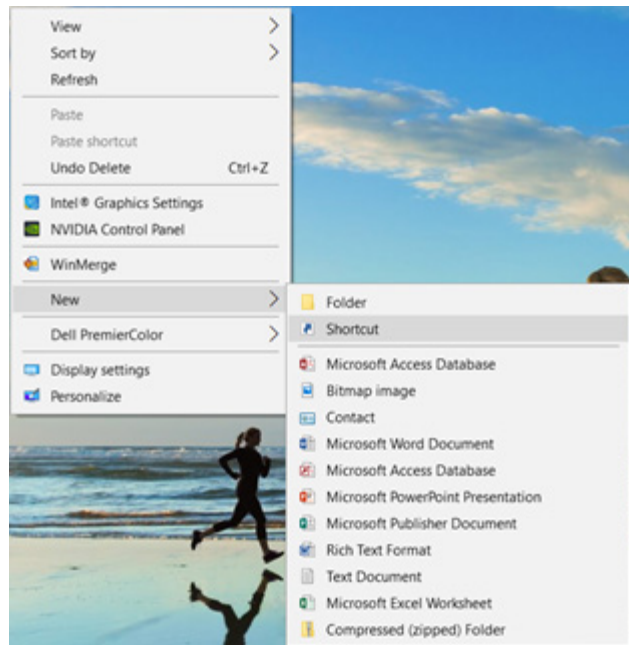 View
Sort by
Refresh
Paste
Paste shortcut
Undo Delete Ctrl+Z
Intel® Graphics Settings
NVIDIA Control Panel
WinMerge
New
Dell PremierColor
Display settings
Personalize
Folder
Shortcut
Microsoft Access Database
Bitmap image
Contact
Microsoft Word Document
Microsoft Access Database
Microsoft PowerPoint Presentation
Microsoft Publisher Document
Rich Text Format
Text Document
Microsoft Excel Worksheet
Compressed (zipped) Folder